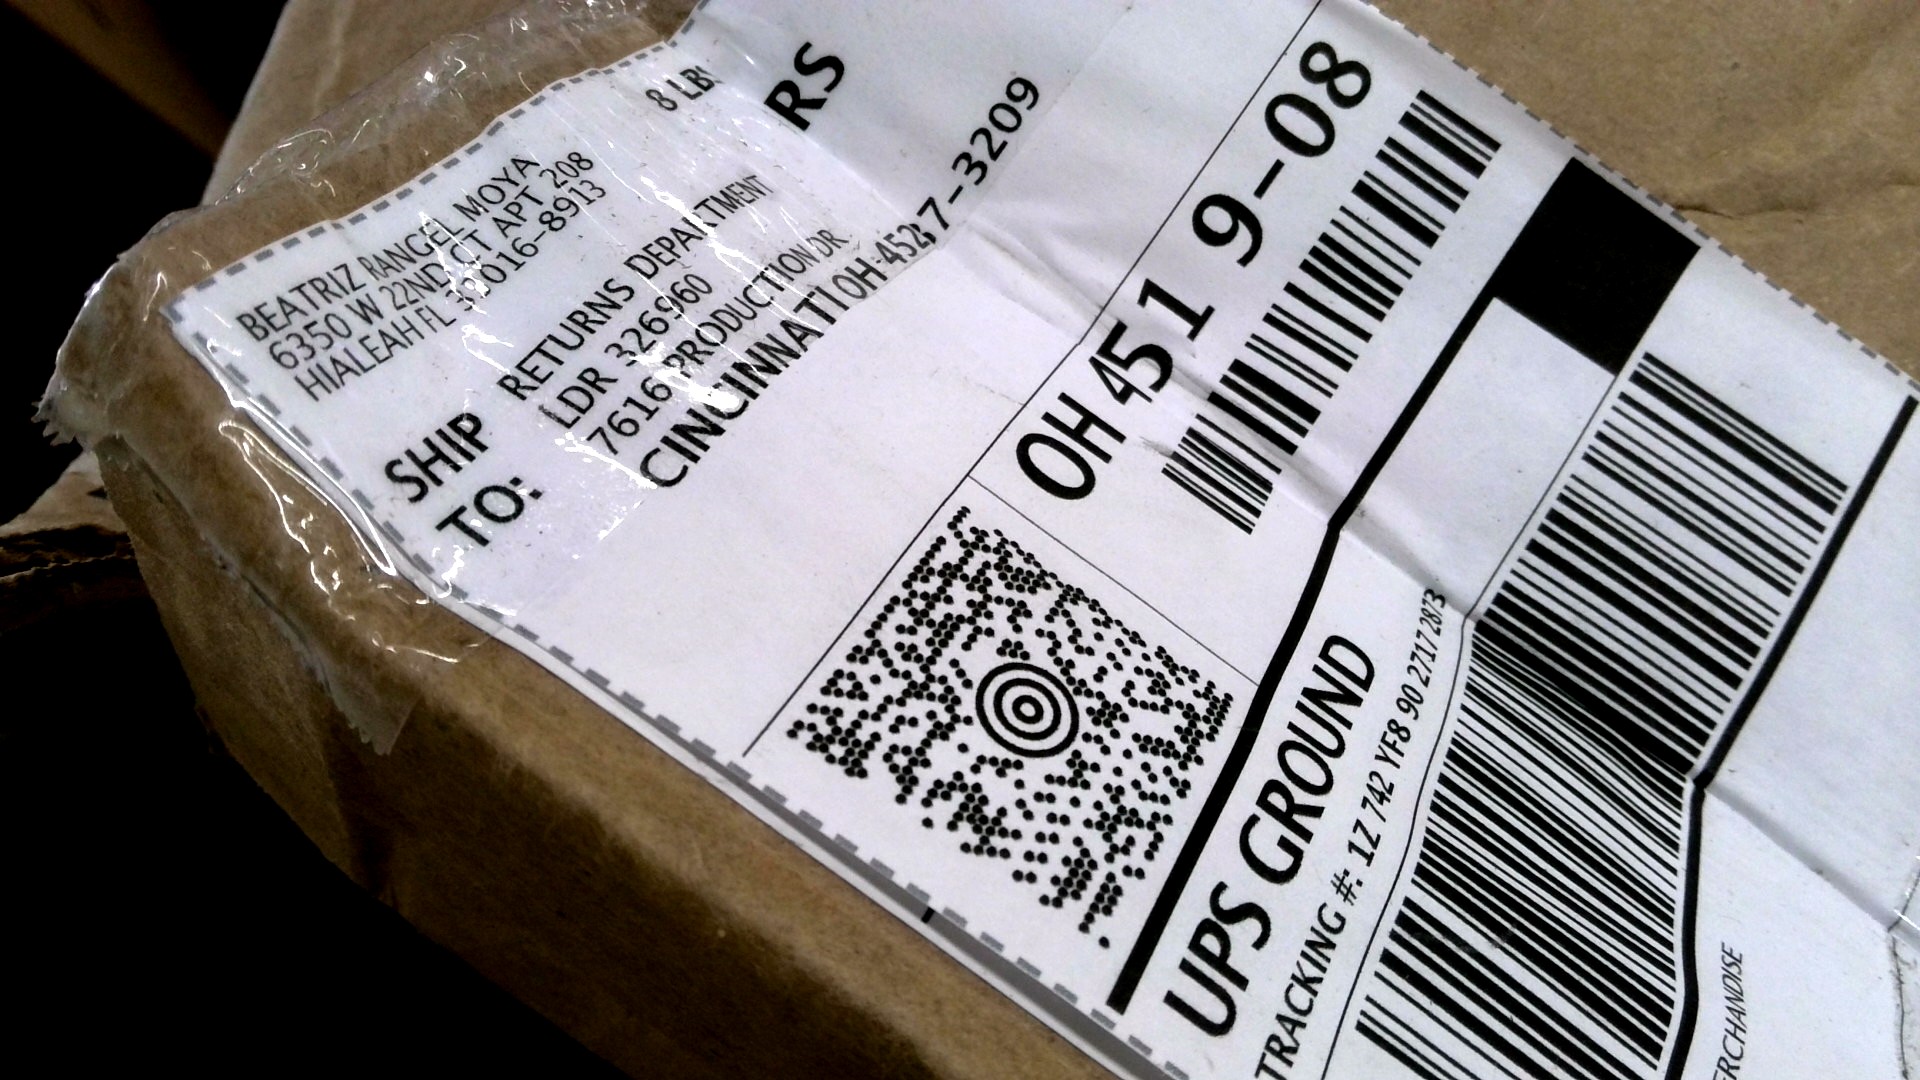 BEATRIZ RANGEL MOYA
6350 W 22ND CT APT 208
HIALEAH FL 33016-8913
8 LBS
RS
SHIP
TO:
RETURNS DEPARTMENT
LDR 326960
7616 PRODUCTION DR
CINCINNATI OH 45237-3209
OH 451 9-08
UPS GROUND
TRACKING #: 1Z 742 YF8 90 2717 2873
ERCHANDISE